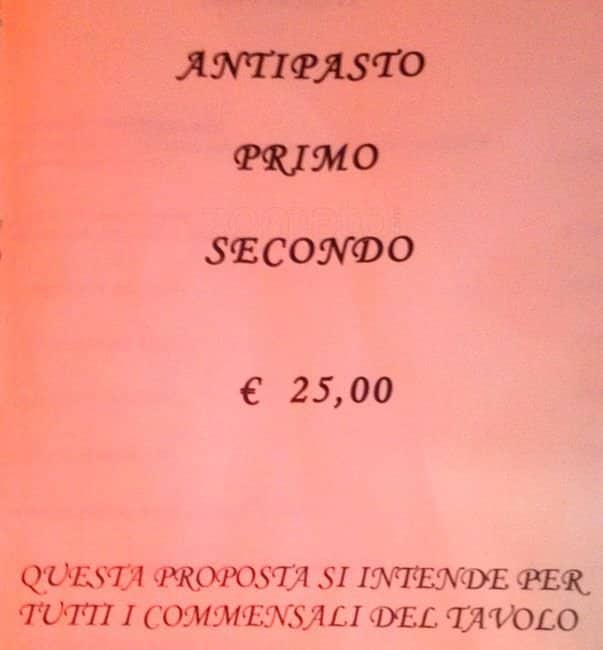 ANTIPASTO
PRIMO
SECONDO
€ 25,00
QUESTA PROPOSTA SI INTENDE PER
TUTTI I COMMENSALI DEL TAVOLO